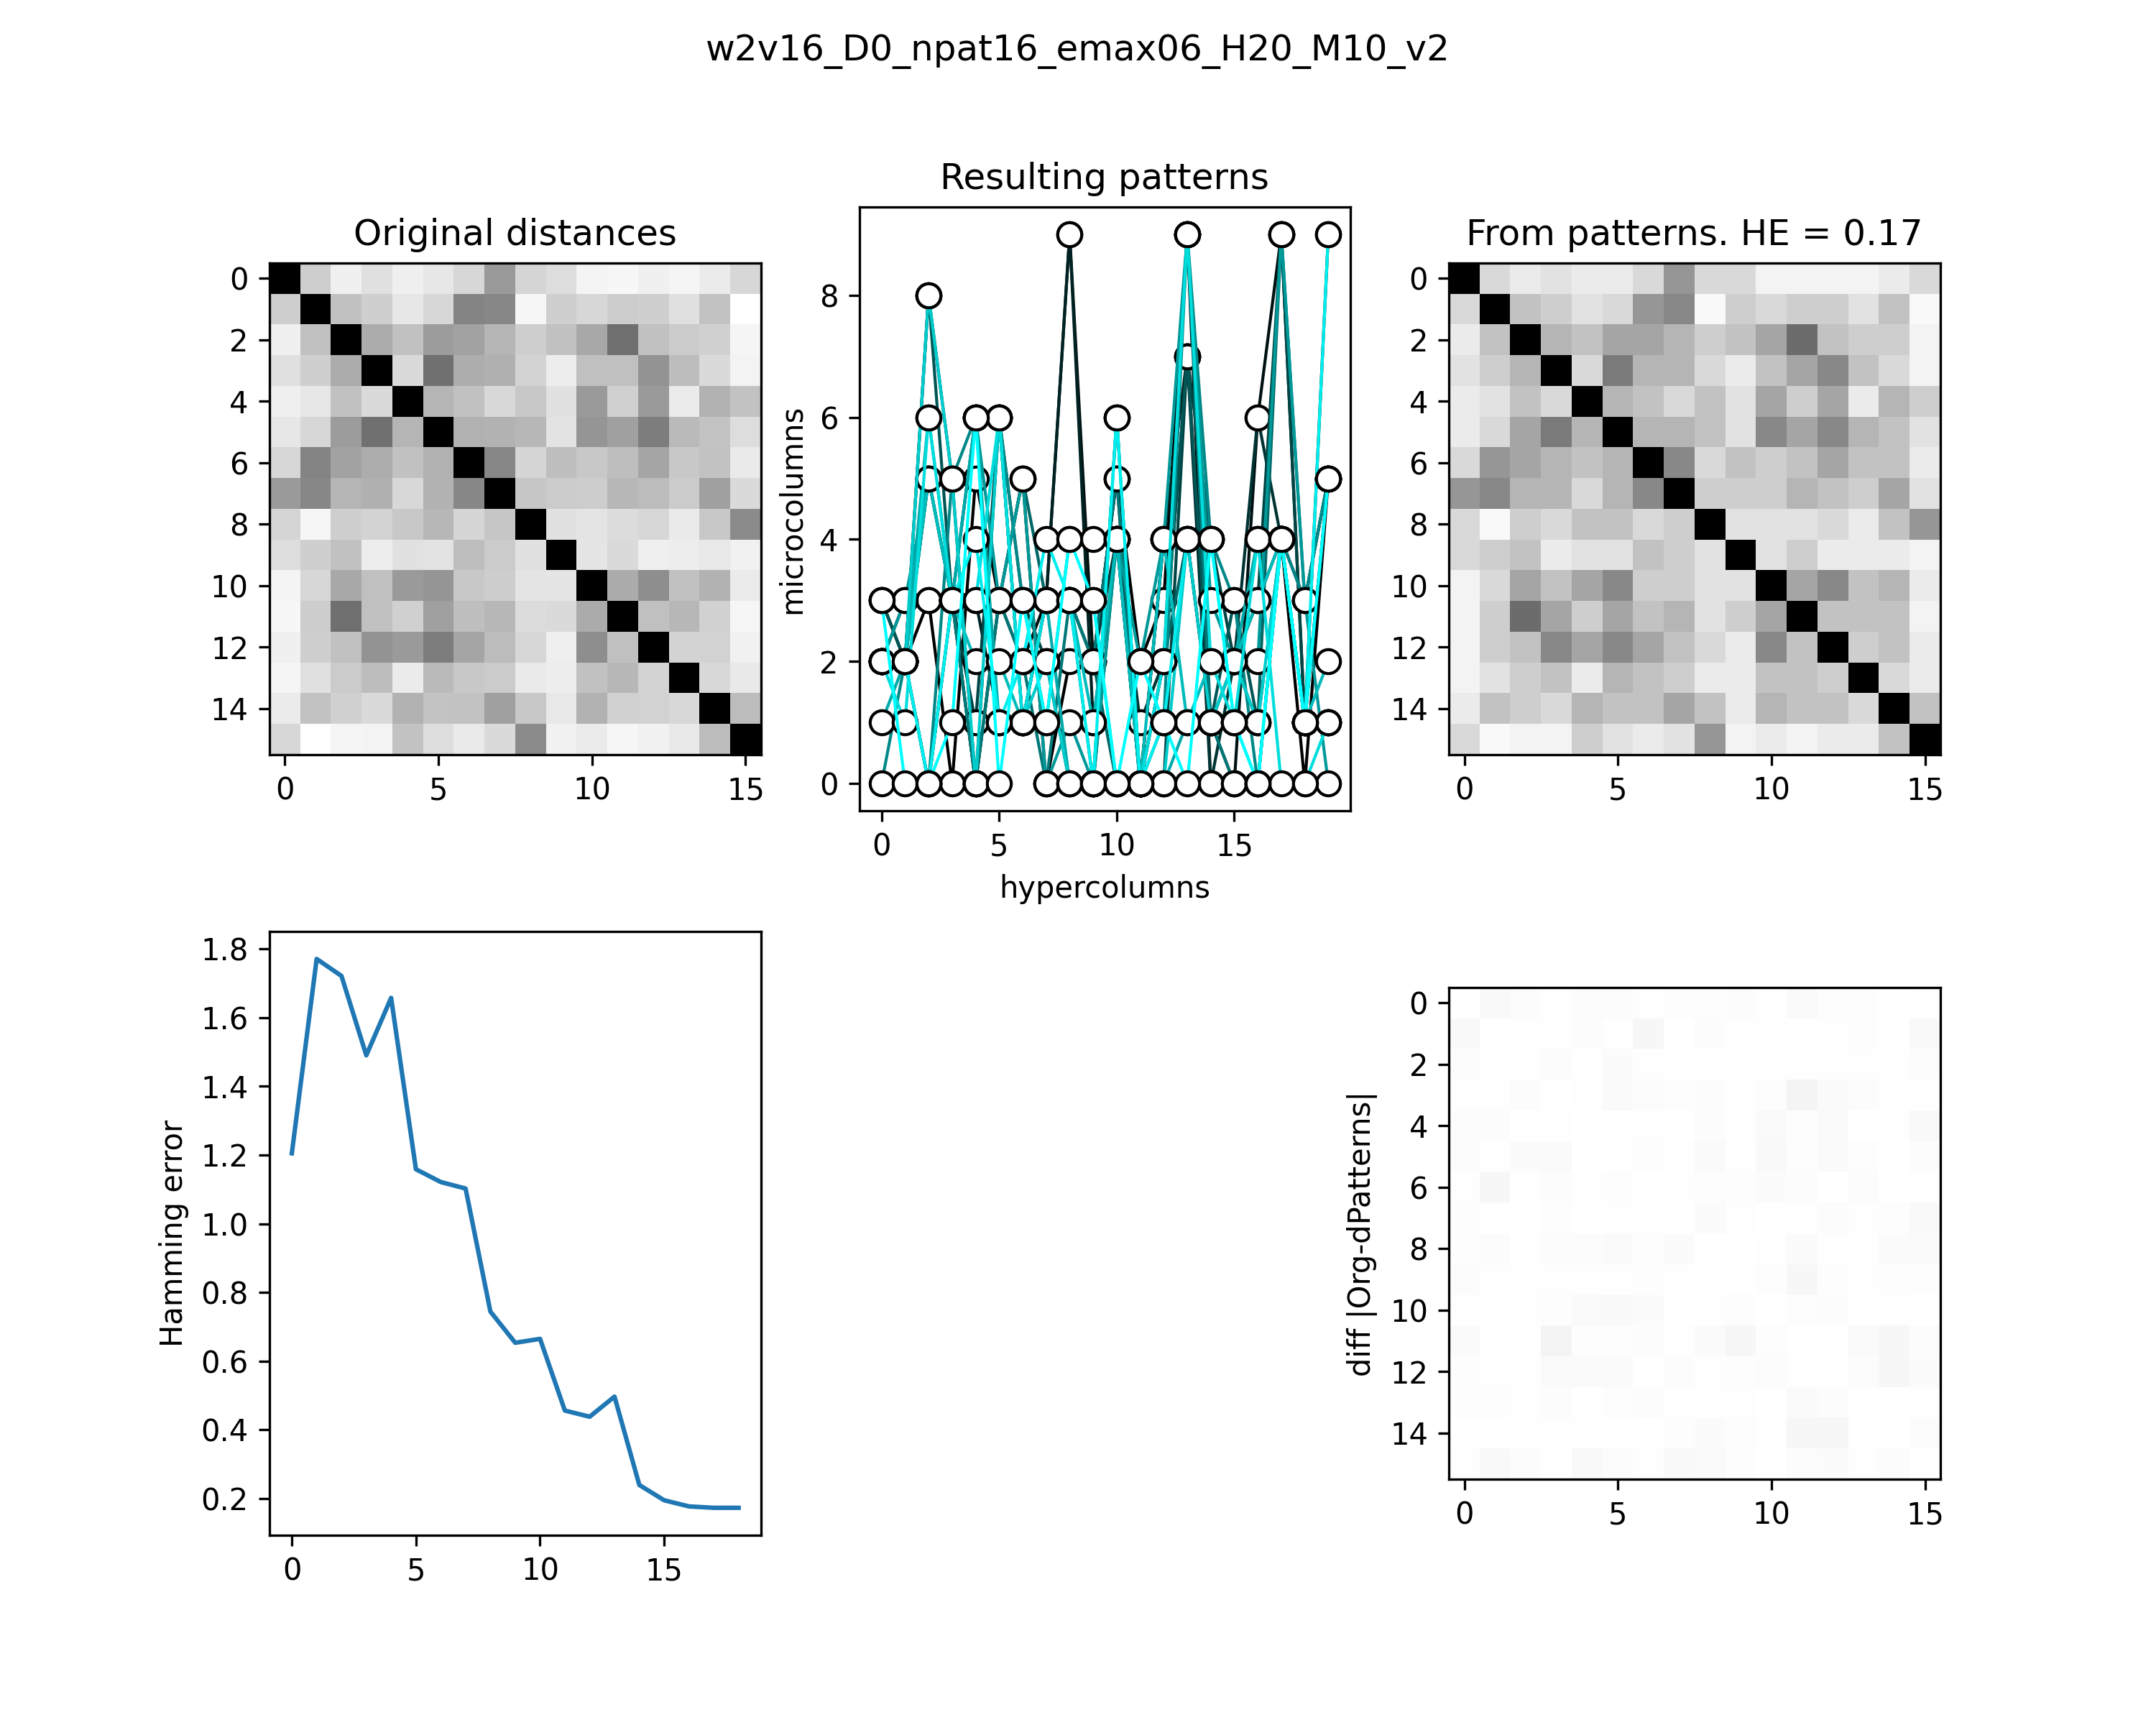 w2v16_D0_npat16_emax06_H20_M10_v2
Original distances
0
2
4
6
8
10
12
14
0 5 10 15
Resulting patterns
microcolumns
8
6
4
2
0
0 5 10 15
hypercolumns
From patterns. HE = 0.17
0
2
4
6
8
10
12
14
0 5 10 15
Hamming error
1.8
1.6
1.4
1.2
1.0
0.8
0.6
0.4
0.2
0 5 10 15
diff |Org-dPatterns|
0
2
4
6
8
10
12
14
0 5 10 15